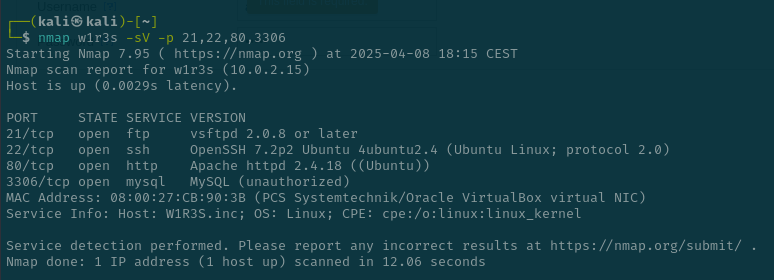 ┌──(kali㉿kali)-[~]
└─$ nmap w1r3s -sV -p 21,22,80,3306
Starting Nmap 7.95 ( https://nmap.org ) at 2025-04-08 18:15 CEST
Nmap scan report for w1r3s (10.0.2.15)
Host is up (0.0029s latency).

PORT     STATE SERVICE VERSION
21/tcp   open  ftp     vsftpd 2.0.8 or later
22/tcp   open  ssh     OpenSSH 7.2p2 Ubuntu 4ubuntu2.4 (Ubuntu Linux; protocol 2.0)
80/tcp   open  http    Apache httpd 2.4.18 ((Ubuntu))
3306/tcp open  mysql   MySQL (unauthorized)
MAC Address: 08:00:27:CB:90:3B (PCS Systemtechnik/Oracle VirtualBox virtual NIC)
Service Info: Host: W1R3S.inc; OS: Linux; CPE: cpe:/o:linux:linux_kernel

Service detection performed. Please report any incorrect results at https://nmap.org/submit/ .
Nmap done: 1 IP address (1 host up) scanned in 12.06 seconds